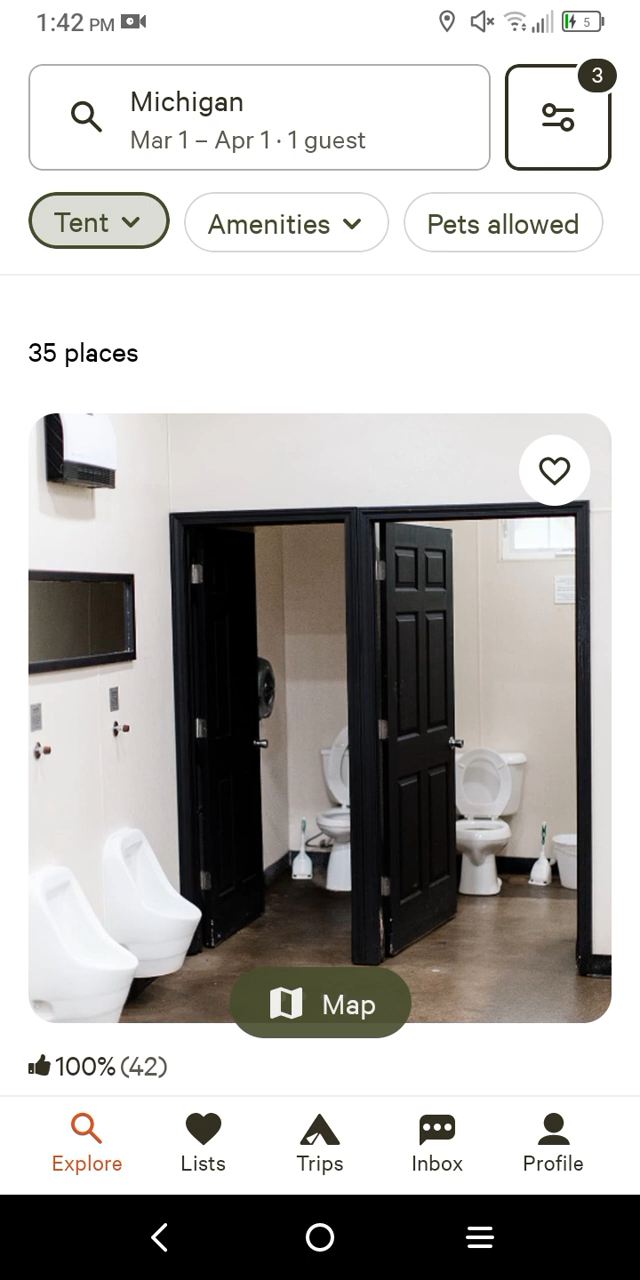 1:42 PM
5
Michigan
Mar 1 – Apr 1 · 1 guest
3
Tent
Amenities
Pets allowed
35 places
Map
100% (42)
Explore
Lists
Trips
Inbox
Profile